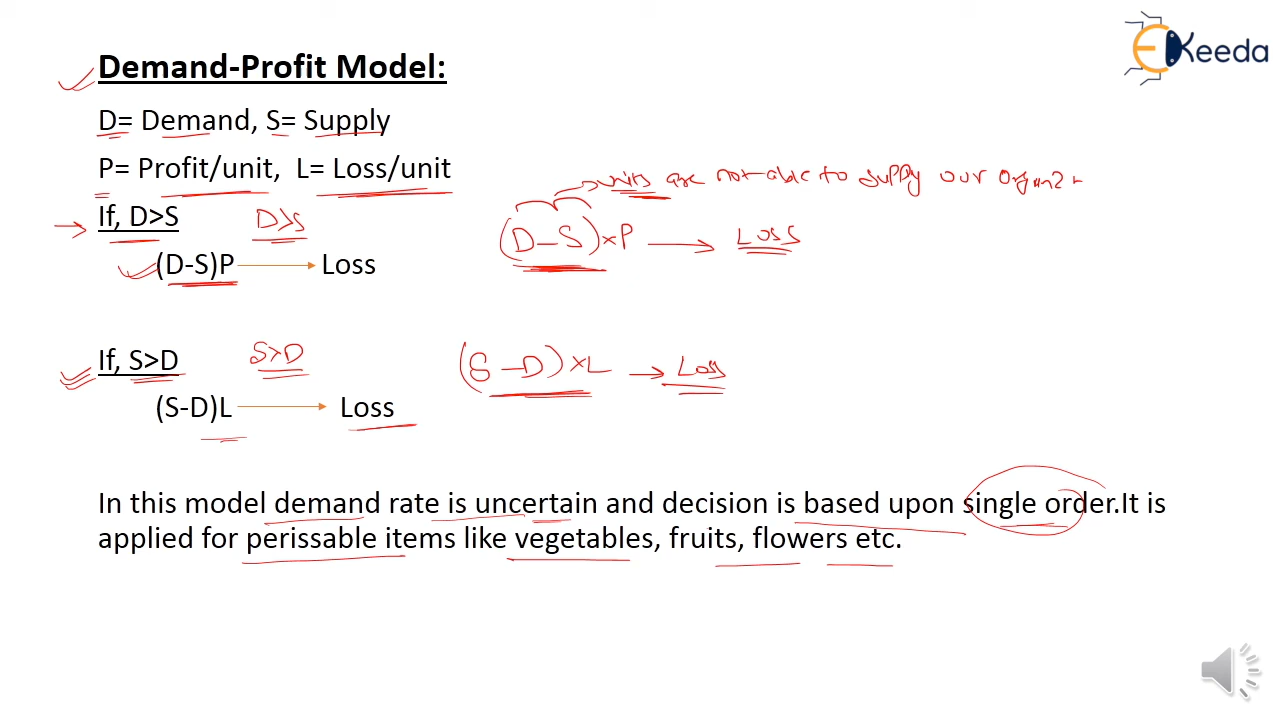 EKeeda
Demand-Profit Model:
D= Demand, S= Supply
P= Profit/unit, L= Loss/unit
units are not able to supply our
If, D>S D>S
(D-S)×P Loss
(D-S)P Loss
If, S>D S>D
(S-D)×L Loss
(S-D)L Loss
In this model demand rate is uncertain and decision is based upon single order.It is
applied for perissable items like vegetables, fruits, flowers etc.